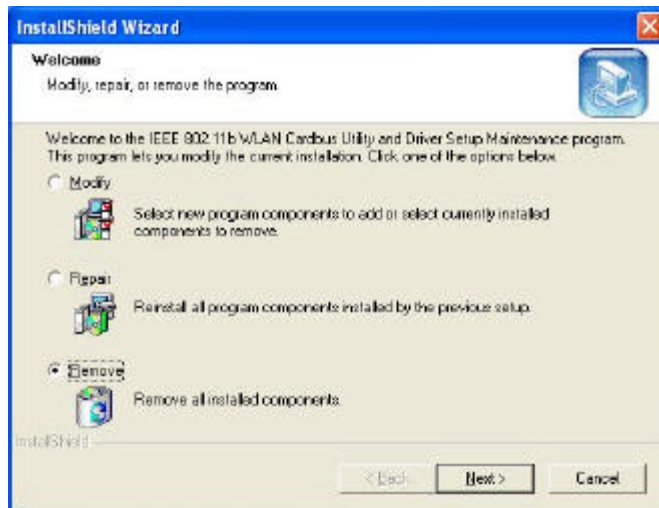 InstallShield Wizard
Welcome
Modify, repair, or remove the program.
Welcome to the IEEE 802.11b WLAN Cardbus Utility and Driver Setup Maintenance program.
This program lets you modify the current installation. Click one of the options below.
Modify
Select new program components to add or select currently installed
components to remove.
Repair
Reinstall all program components installed by the previous setup.
Remove
Remove all installed components.
InstallShield
< Back
Next >
Cancel